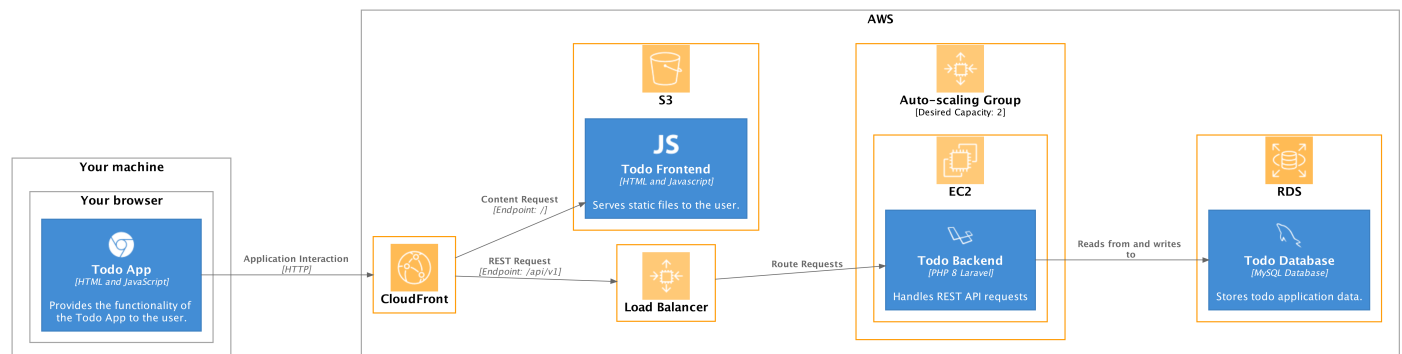 AWS
S3
JS
Todo Frontend
[HTML and Javascript]
Serves static files to the user.
Auto-scaling Group
[Desired Capacity: 2]
EC2
Todo Backend
[PHP 8 Laravel]
Handles REST API requests
RDS
Todo Database
[MySQL Database]
Stores todo application data.
Your machine
Your browser
Todo App
[HTML and JavaScript]
Provides the functionality of
the Todo App to the user.
Application Interaction
[HTTP]
CloudFront
Content Request
[Endpoint: /]
REST Request
[Endpoint: /api/v1]
Load Balancer
Route Requests
Reads from and writes
to